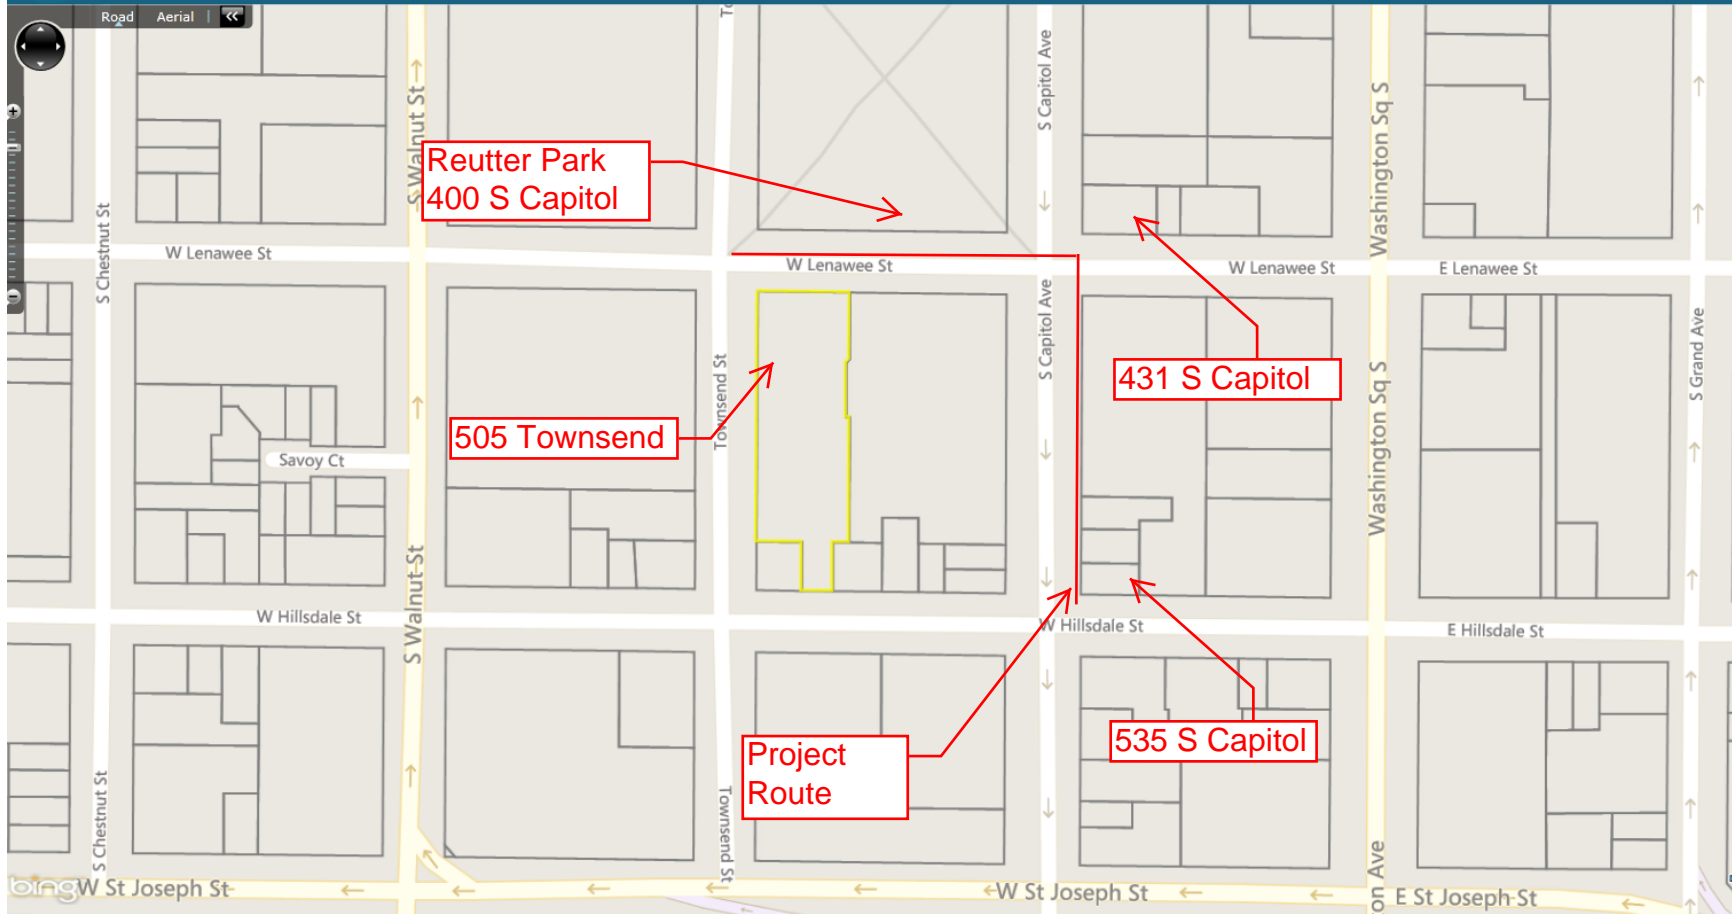 Road Aerial
To
S Capitol Ave
S Walnut St
Washington Sq S
Reutter Park
400 S Capitol
S Chestnut St
W Lenawee St
W Lenawee St
W Lenawee St
E Lenawee St
S Capitol Ave
S Grand Ave
Townsend St
431 S Capitol
Washington Sq S
505 Townsend
Savoy Ct
S Walnut St
W Hillsdale St
W Hillsdale St
E Hillsdale St
535 S Capitol
Project
Route
S Chestnut St
Townsend St
on Ave
bing
W St Joseph St
W St Joseph St
E St Joseph St